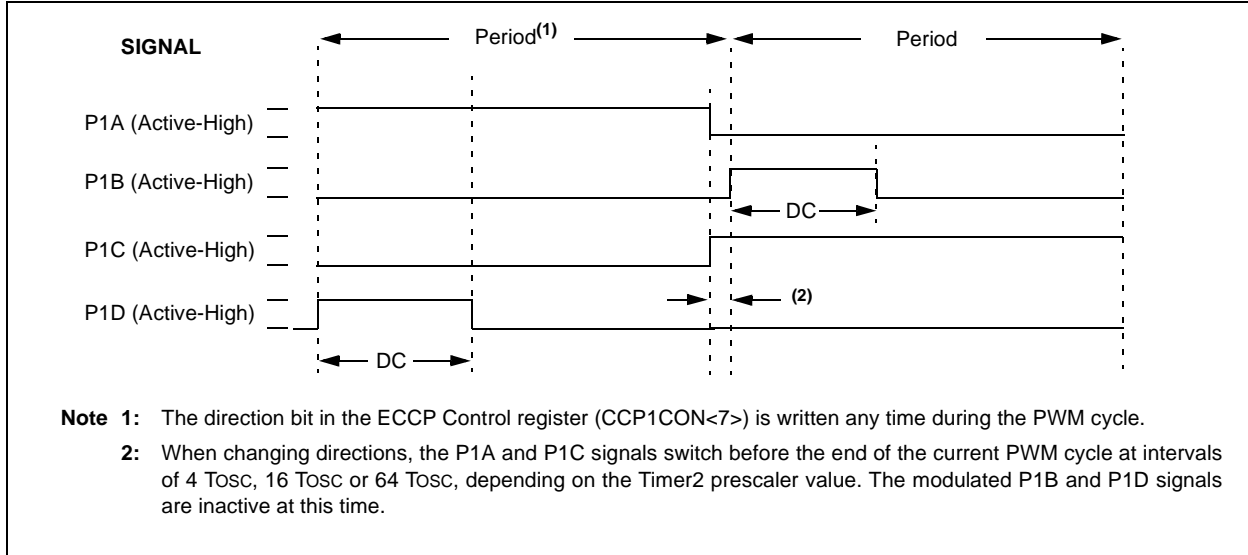 SIGNAL
Period(1)
Period
P1A (Active-High)
P1B (Active-High)
DC
P1C (Active-High)
(2)
P1D (Active-High)
DC
Note 1: The direction bit in the ECCP Control register (CCP1CON<7>) is written any time during the PWM cycle.
2: When changing directions, the P1A and P1C signals switch before the end of the current PWM cycle at intervals
of 4 TOSC, 16 TOSC or 64 TOSC, depending on the Timer2 prescaler value. The modulated P1B and P1D signals
are inactive at this time.